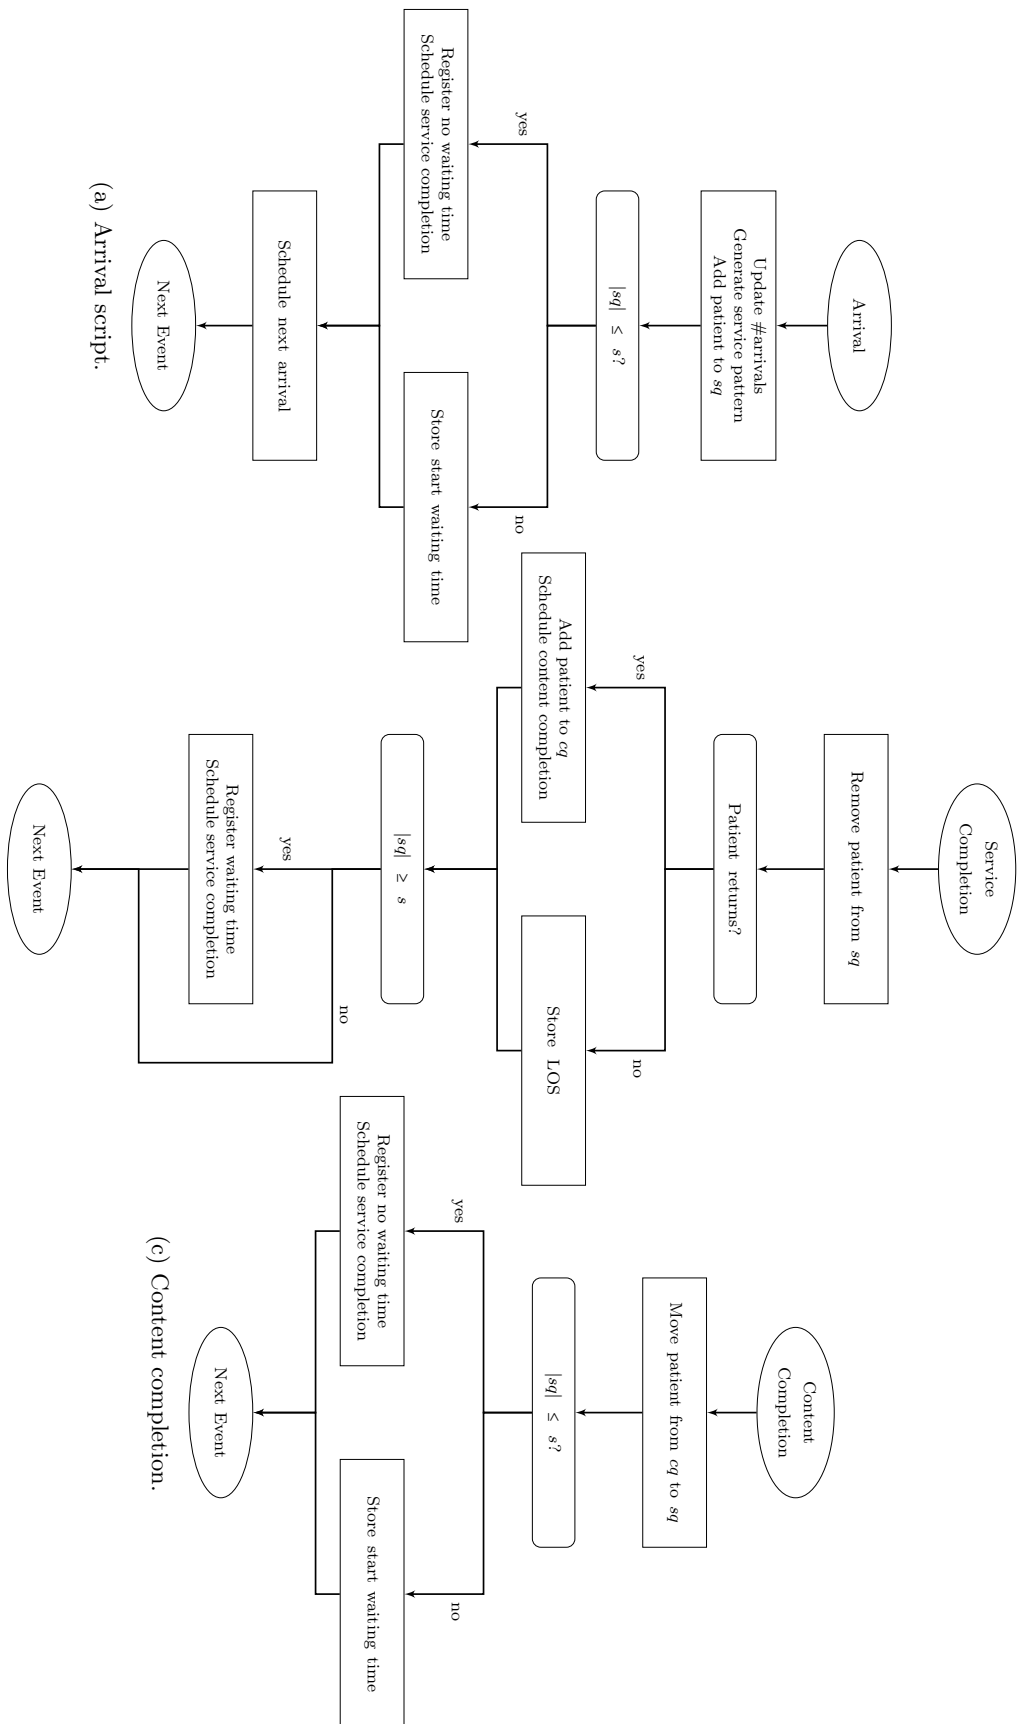 Arrival
Update #arrivals
Generate service pattern
Add patient to sq
|sq| ≤ s?
yes
no
Register no waiting time
Schedule service completion
Store start waiting time
Schedule next arrival
Next Event
(a) Arrival script.
Service
Completion
Remove patient from sq
Patient returns?
yes
no
Add patient to cq
Schedule content completion
Store LOS
|sq| ≥ s
yes
no
Register waiting time
Schedule service completion
Next Event
Content
Completion
Move patient from cq to sq
|sq| ≤ s?
yes
no
Register no waiting time
Schedule service completion
Store start waiting time
Next Event
(c) Content completion.